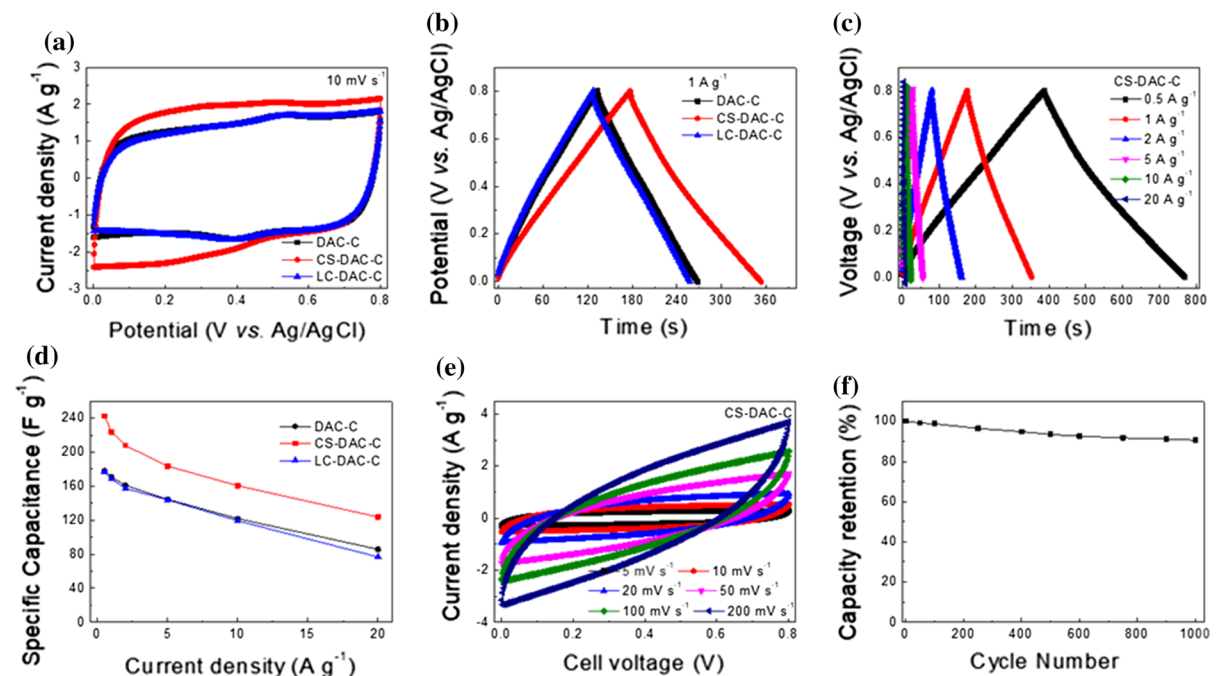 (a)
10 mV s⁻¹
Current density (A g⁻¹)
3
2
1
0
-1
-2
-3
DAC-C
CS-DAC-C
LC-DAC-C
0.0 0.2 0.4 0.6 0.8
Potential (V vs. Ag/AgCl)
(b)
1 A g⁻¹
DAC-C
CS-DAC-C
LC-DAC-C
Potential (V vs. Ag/AgCl)
0.8
0.6
0.4
0.2
0.0
0 60 120 180 240 300 360
Time (s)
(c)
CS-DAC-C
0.5 A g⁻¹
1 A g⁻¹
2 A g⁻¹
5 A g⁻¹
10 A g⁻¹
20 A g⁻¹
Voltage (V vs. Ag/AgCl)
0.8
0.4
0.0
0 100 200 300 400 500 600 700 800
Time (s)
(d)
Specific Capacitance (F g⁻¹)
240
200
160
120
80
40
DAC-C
CS-DAC-C
LC-DAC-C
0 5 10 15 20
Current density (A g⁻¹)
(e)
CS-DAC-C
Current density (A g⁻¹)
4
2
0
-2
-4
5 mV s⁻¹ 10 mV s⁻¹
20 mV s⁻¹ 50 mV s⁻¹
100 mV s⁻¹ 200 mV s⁻¹
0.0 0.2 0.4 0.6 0.8
Cell voltage (V)
(f)
Capacity retention (%)
100
80
60
40
20
0
0 200 400 600 800 1000
Cycle Number